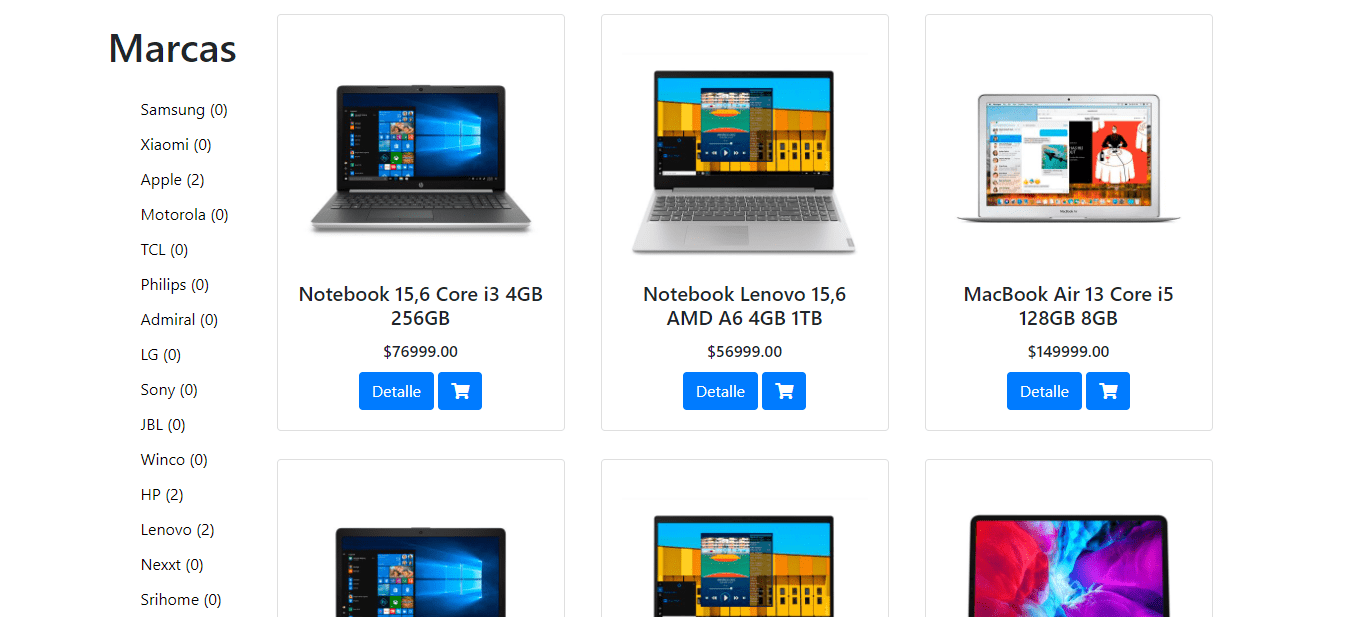 Marcas
Samsung (0)
Xiaomi (0)
Apple (2)
Motorola (0)
TCL (0)
Philips (0)
Admiral (0)
LG (0)
Sony (0)
JBL (0)
Winco (0)
HP (2)
Lenovo (2)
Nexxt (0)
Srihome (0)
Notebook 15,6 Core i3 4GB
256GB
$76999.00
Detalle
Notebook Lenovo 15,6
AMD A6 4GB 1TB
$56999.00
Detalle
MacBook Air 13 Core i5
128GB 8GB
$149999.00
Detalle